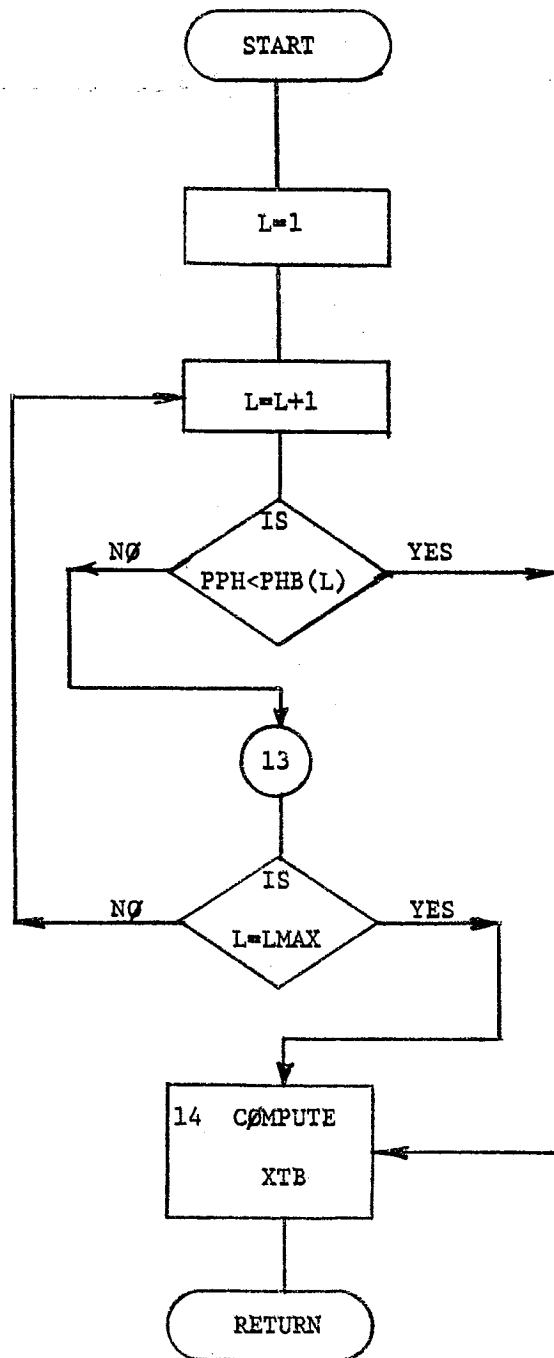 START
L=1
L=L+1
IS
NØ
YES
PPH<PHB(L)
13
IS
NØ
YES
L=LMAX
14 CØMPUTE
XTB
RETURN